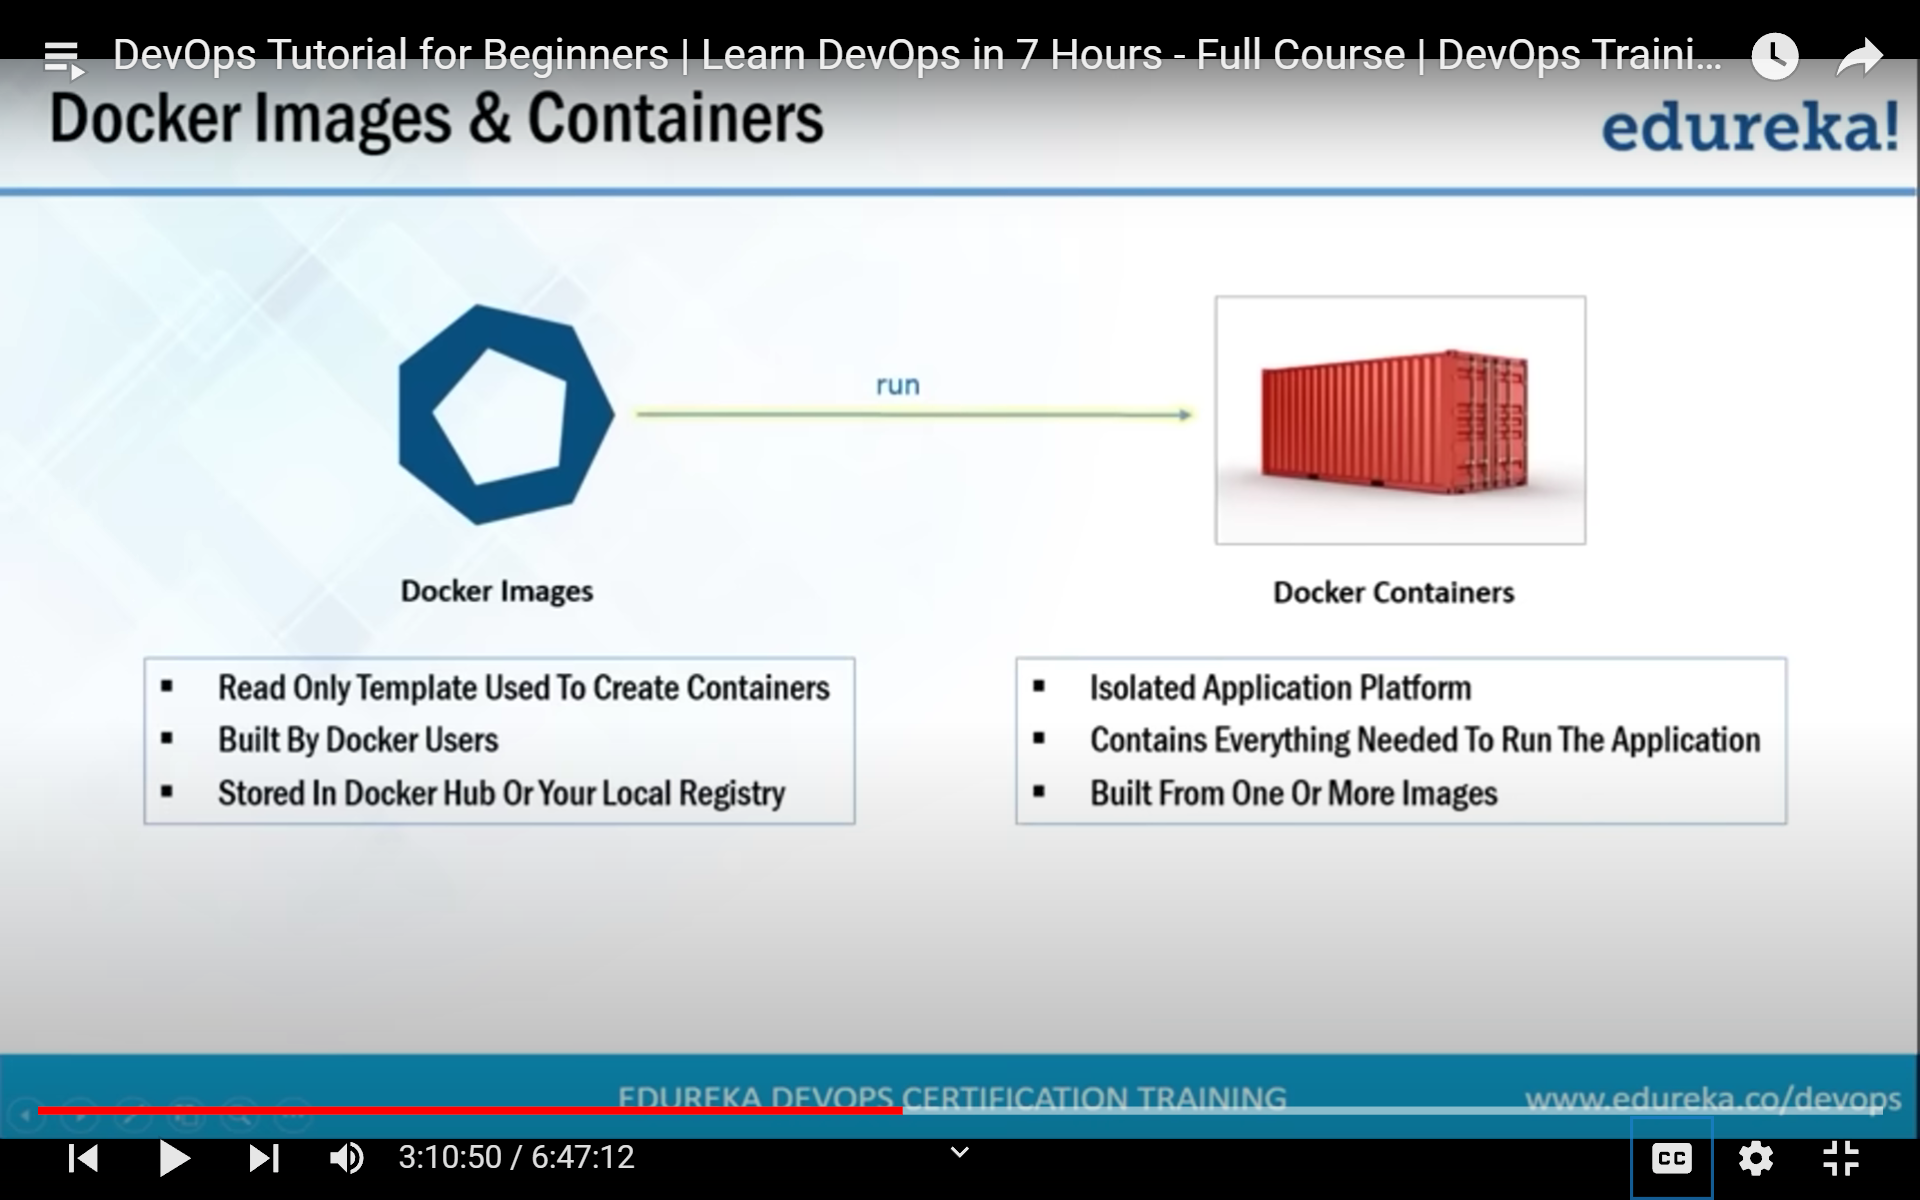 DevOps Tutorial for Beginners | Learn DevOps in 7 Hours - Full Course | DevOps Traini...
Docker Images & Containers
edureka!
run
Docker Images
Docker Containers
▪ Read Only Template Used To Create Containers
▪ Built By Docker Users
▪ Stored In Docker Hub Or Your Local Registry
▪ Isolated Application Platform
▪ Contains Everything Needed To Run The Application
▪ Built From One Or More Images
EDUREKA DEVOPS CERTIFICATION TRAINING
www.edureka.co/devops
3:10:50 / 6:47:12
CC